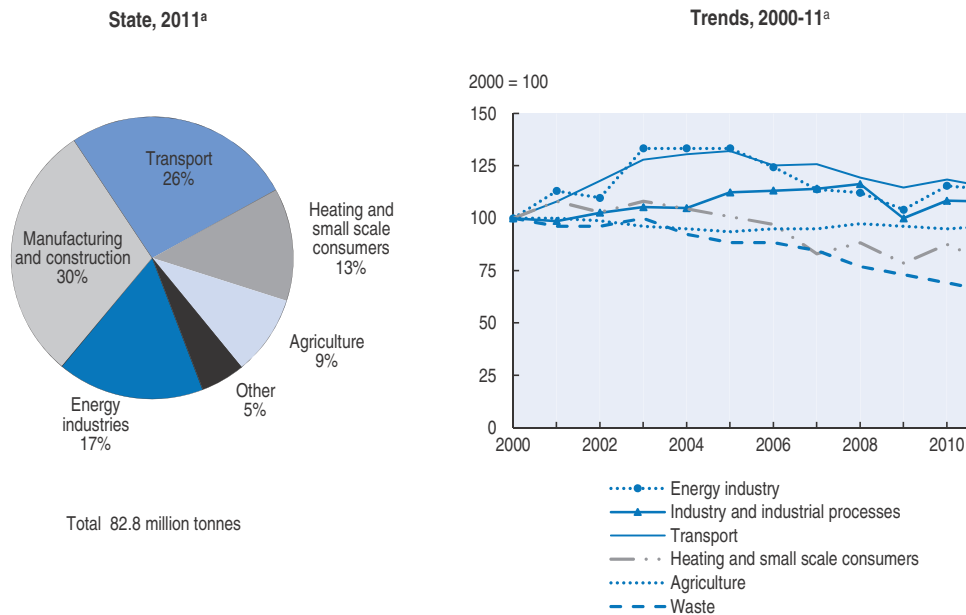 State, 2011a
Transport
26%
Heating and
small scale
consumers
13%
Manufacturing
and construction
30%
Agriculture
9%
Other
5%
Energy
industries
17%
Total 82.8 million tonnes
Trends, 2000-11a
2000 = 100
150
125
100
75
50
25
0
2000 2002 2004 2006 2008 2010
Energy industry
Industry and industrial processes
Transport
Heating and small scale consumers
Agriculture
Waste